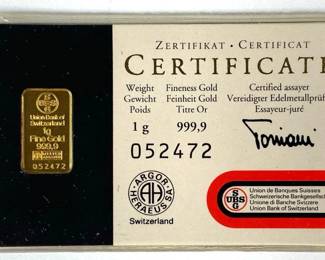 ZERTIFIKAT · CERTIFICAT
CERTIFICATE
Weight Fineness Gold Certified assayer
Gewicht Feinheit Gold Vereidigter Edelmetallprüf
Poids Titre Or Essayeur-juré
1 g 999,9
052472
ARGOR
AH
HERAEUS SA
Switzerland
UBS
SBG
Union de Banques Suisses
Schweizerische Bankgesellschaft
Unione di Banche Svizzere
Union Bank of Switzerland
Union Bank of
Switzerland
1g
Fine Gold
999,9
052472